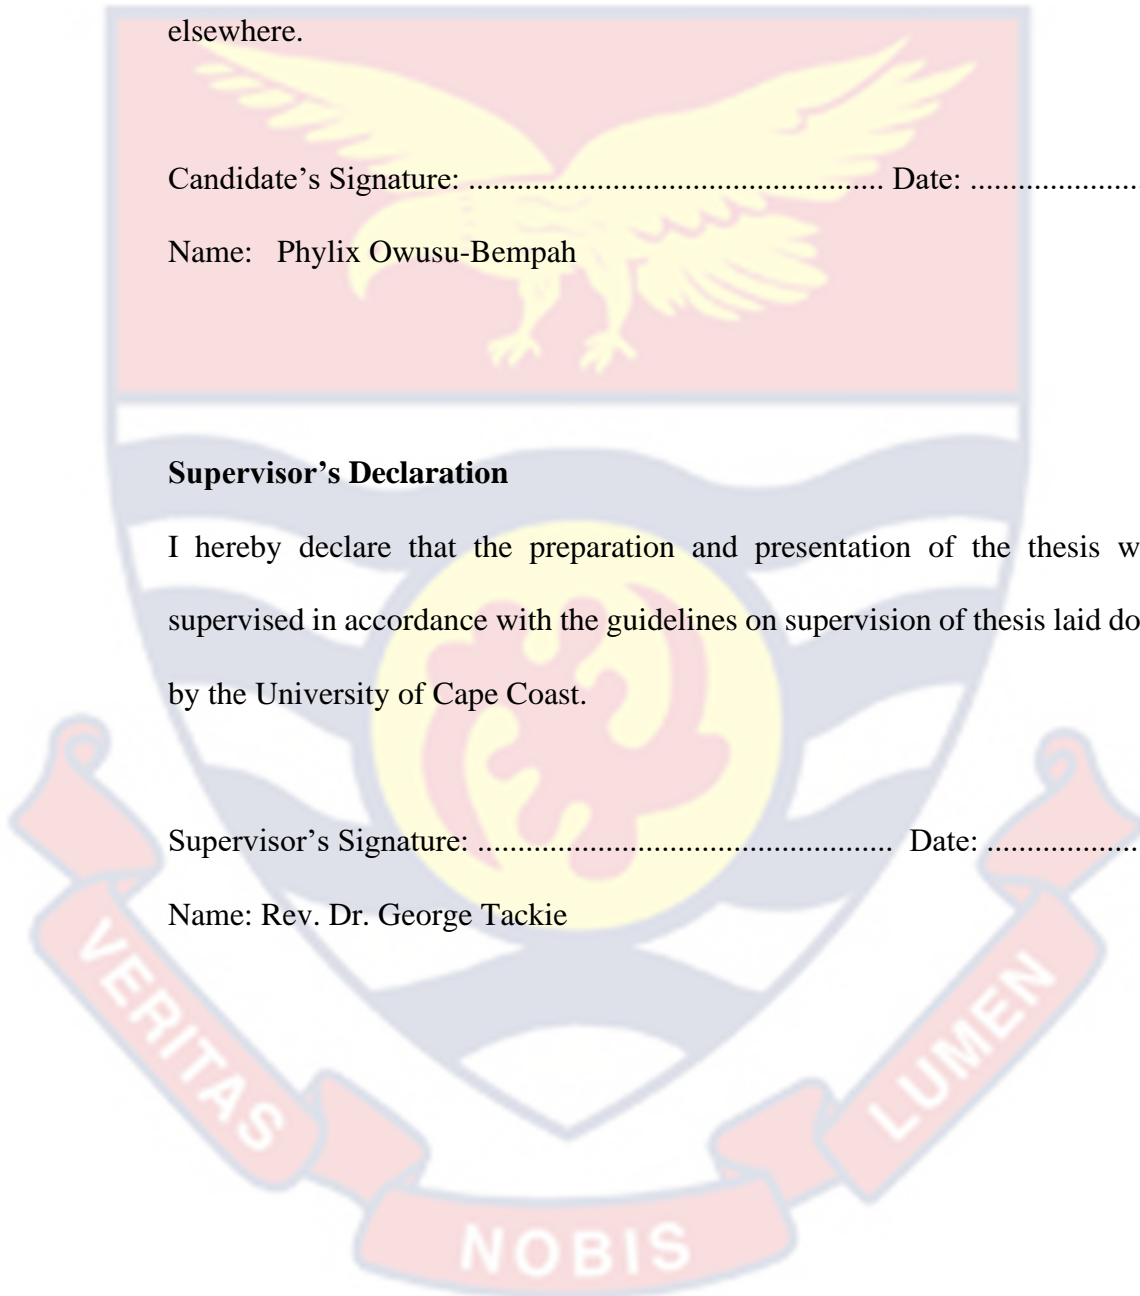 elsewhere.
Candidate’s Signature: .................................................... Date: .....................
Name: Phylix Owusu-Bempah
Supervisor’s Declaration
I hereby declare that the preparation and presentation of the thesis w
supervised in accordance with the guidelines on supervision of thesis laid do
by the University of Cape Coast.
Supervisor’s Signature: .................................................... Date: ...................
Name: Rev. Dr. George Tackie
VERITAS
NOBIS
LUMEN